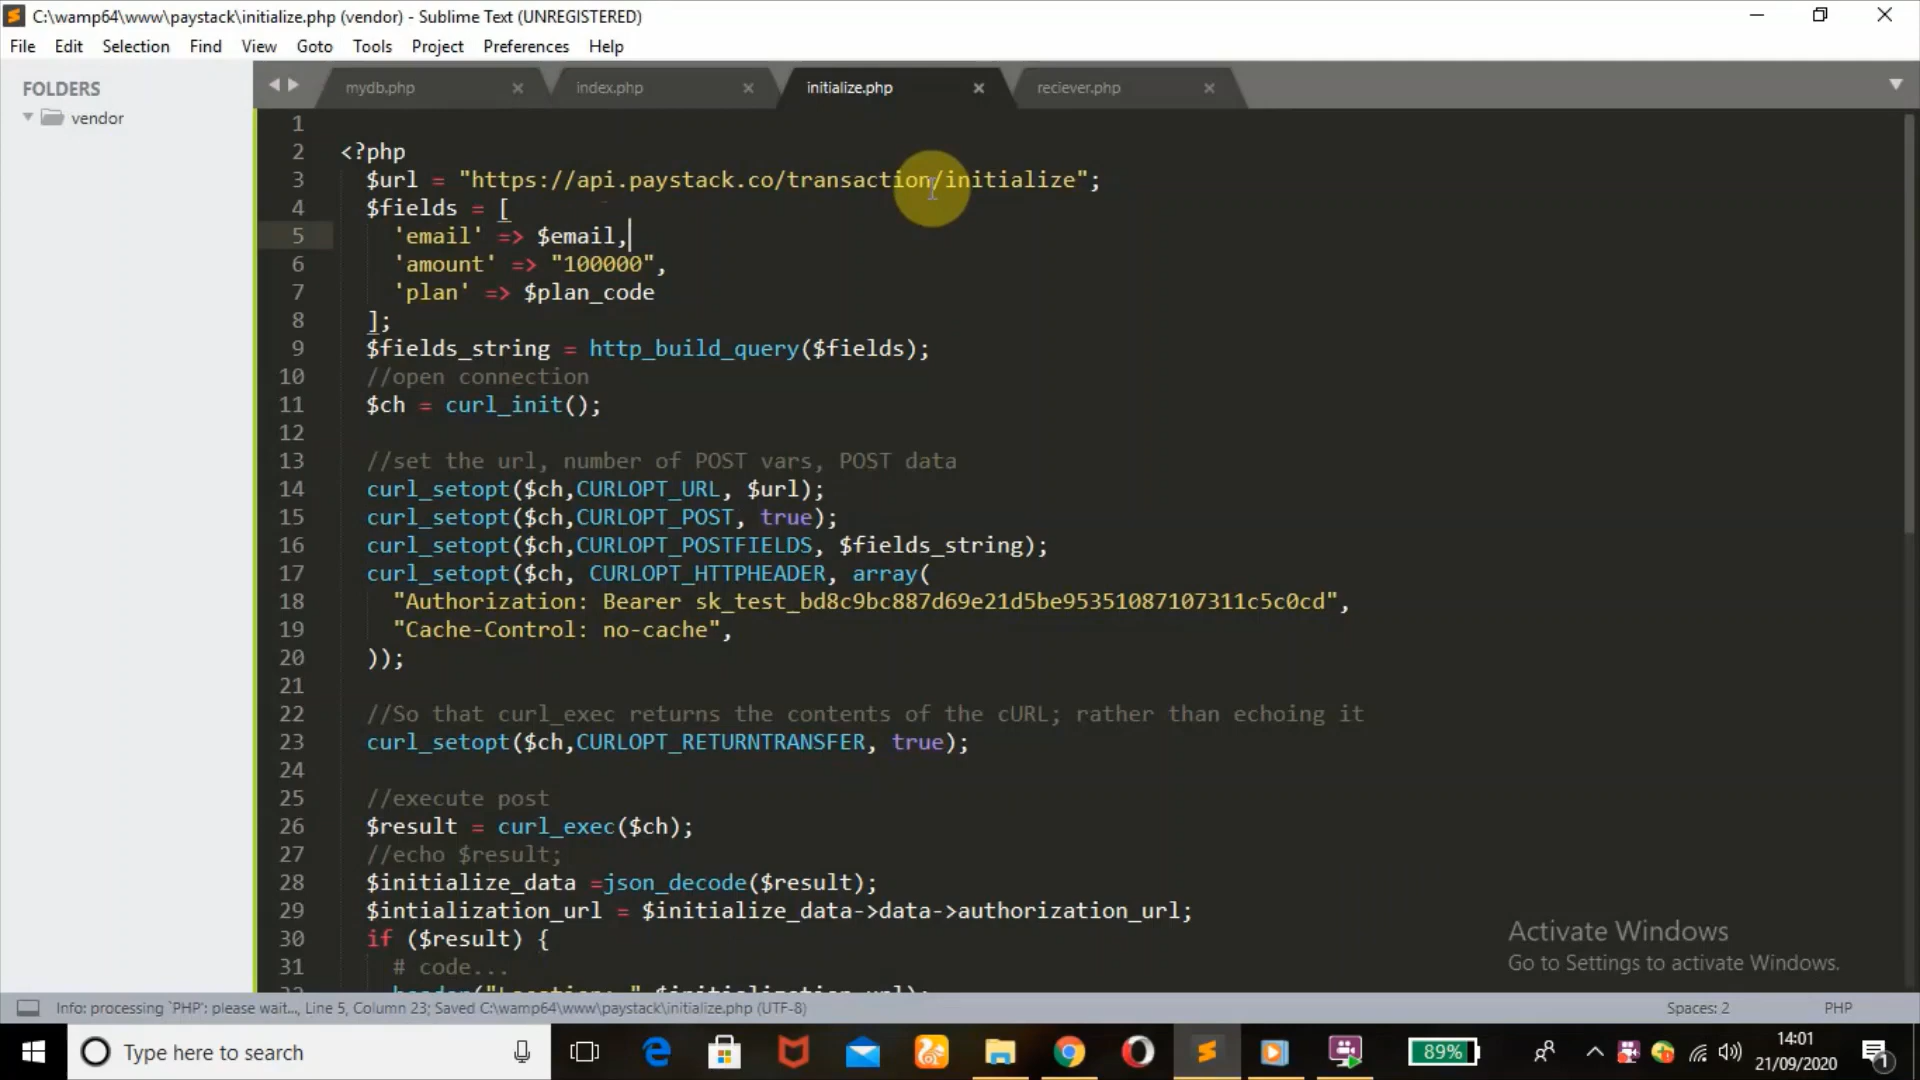 C:\wamp64\www\paystack\initialize.php (vendor) - Sublime Text (UNREGISTERED)
File Edit Selection Find View Goto Tools Project Preferences Help
FOLDERS
vendor
mydb.php index.php initialize.php reciever.php
1
2 <?php
3 $url = "https://api.paystack.co/transaction/initialize";
4 $fields = [
5 'email' => $email,
6 'amount' => "100000",
7 'plan' => $plan_code
8 ];
9 $fields_string = http_build_query($fields);
10 //open connection
11 $ch = curl_init();
12
13 //set the url, number of POST vars, POST data
14 curl_setopt($ch,CURLOPT_URL, $url);
15 curl_setopt($ch,CURLOPT_POST, true);
16 curl_setopt($ch,CURLOPT_POSTFIELDS, $fields_string);
17 curl_setopt($ch, CURLOPT_HTTPHEADER, array(
18 "Authorization: Bearer sk_test_bd8c9bc887d69e21d5be95351087107311c5c0cd",
19 "Cache-Control: no-cache",
20 ));
21
22 //So that curl_exec returns the contents of the cURL; rather than echoing it
23 curl_setopt($ch,CURLOPT_RETURNTRANSFER, true);
24
25 //execute post
26 $result = curl_exec($ch);
27 //echo $result;
28 $initialize_data =json_decode($result);
29 $intialization_url = $initialize_data->data->authorization_url;
30 if ($result) {
31 # code...
Activate Windows
Go to Settings to activate Windows.
Info: processing `PHP': please wait..., Line 5, Column 23; Saved C:\wamp64\www\paystack\initialize.php (UTF-8) Spaces: 2 PHP
Type here to search
89%
14:01
21/09/2020
1